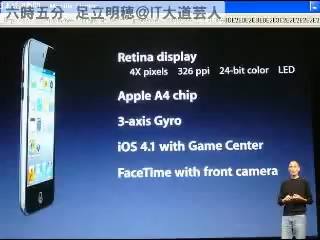 六時五分 足立明穂@IT大道芸人
Retina display
4X pixels 326 ppi 24-bit color LED
Apple A4 chip
3-axis Gyro
iOS 4.1 with Game Center
FaceTime with front camera